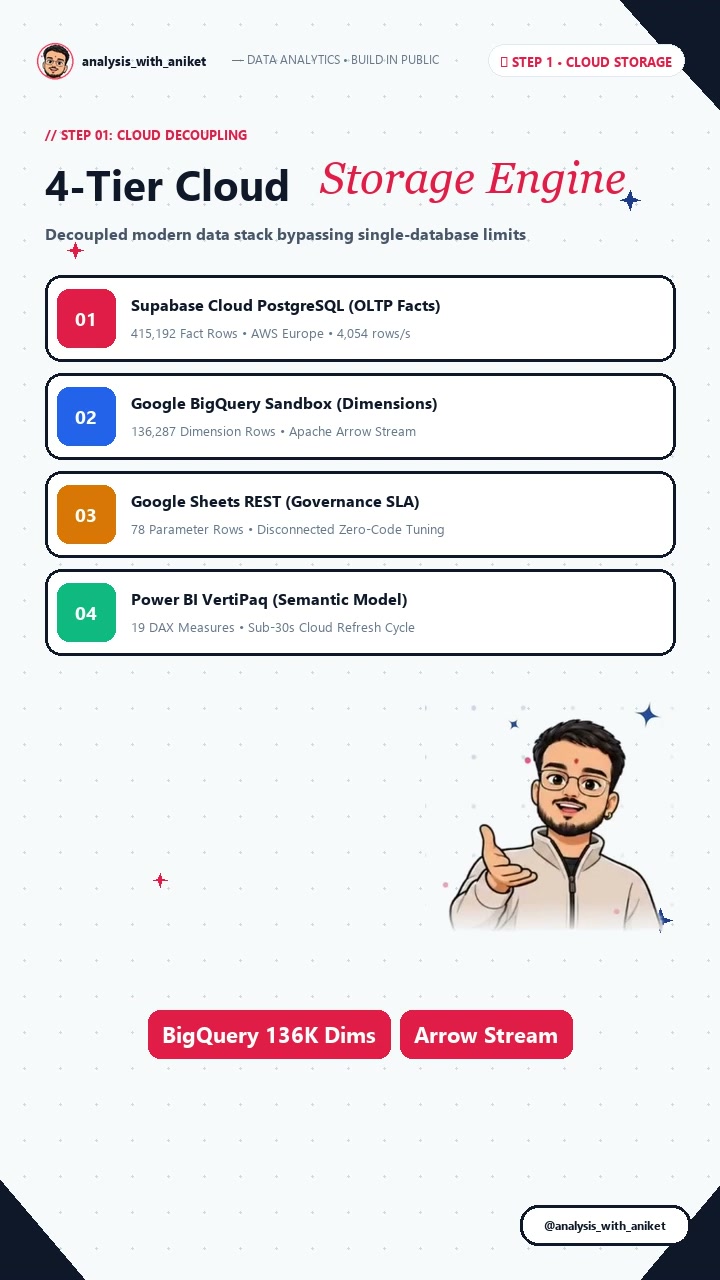 analysis_with_aniket
— DATA ANALYTICS • BUILD IN PUBLIC
STEP 1 • CLOUD STORAGE
// STEP 01: CLOUD DECOUPLING
4-Tier Cloud Storage Engine
Decoupled modern data stack bypassing single-database limits
01
Supabase Cloud PostgreSQL (OLTP Facts)
415,192 Fact Rows • AWS Europe • 4,054 rows/s
02
Google BigQuery Sandbox (Dimensions)
136,287 Dimension Rows • Apache Arrow Stream
03
Google Sheets REST (Governance SLA)
78 Parameter Rows • Disconnected Zero-Code Tuning
04
Power BI VertiPaq (Semantic Model)
19 DAX Measures • Sub-30s Cloud Refresh Cycle
BigQuery 136K Dims Arrow Stream
@analysis_with_aniket